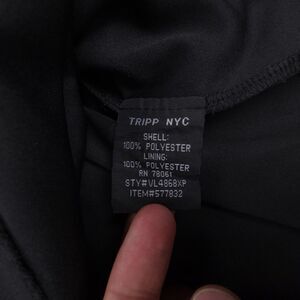 TRIPP NYC
SHELL:
100% POLYESTER
LINING:
100% POLYESTER
RN 78061
STY#VL4868XP
ITEM#577832